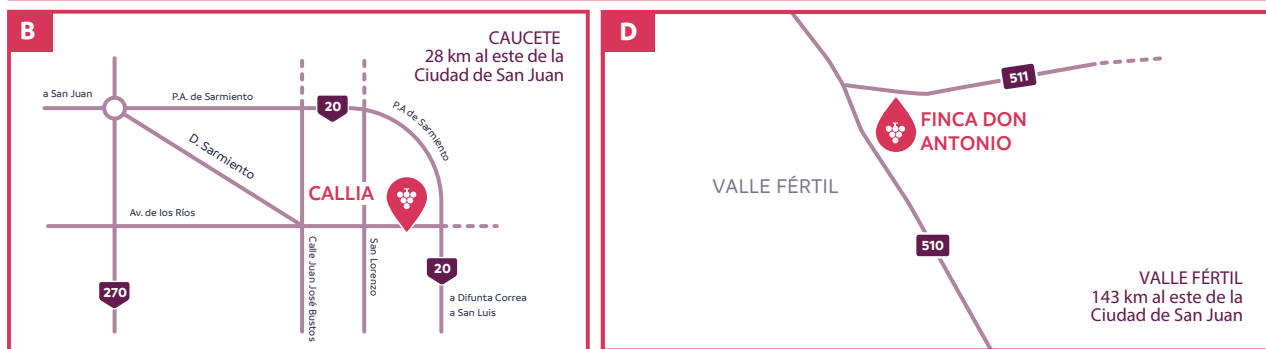 B
CAUCETE
28 km al este de la
Ciudad de San Juan
a San Juan
P.A. de Sarmiento
20
P.A de Sarmiento
D. Sarmiento
CALLIA
Av. de los Ríos
Calle Juan José Bustos
San Lorenzo
20
270
a Difunta Correa
a San Luis
D
511
FINCA DON
ANTONIO
VALLE FÉRTIL
510
VALLE FÉRTIL
143 km al este de la
Ciudad de San Juan